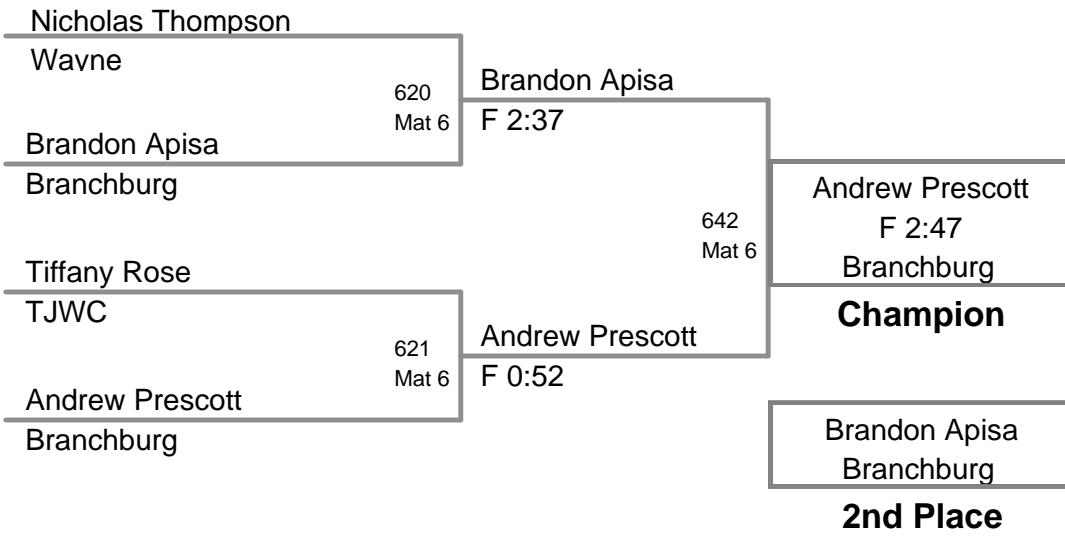 Nicholas Thompson
Wayne
620
Mat 6
Brandon Apisa
Branchburg
Brandon Apisa
F 2:37
Tiffany Rose
TJWC
621
Mat 6
Andrew Prescott
Branchburg
Andrew Prescott
F 0:52
642
Mat 6
Andrew Prescott
F 2:47
Branchburg
Champion
Brandon Apisa
Branchburg
2nd Place